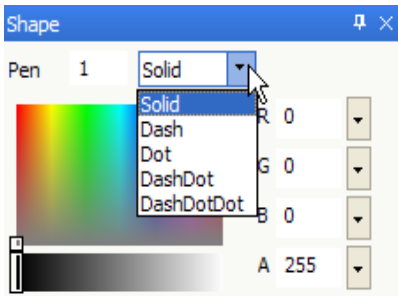 Shape
Pen 1 Solid
Solid
R 0
Dash
Dot
G 0
DashDot
DashDotDot
B 0
A 255